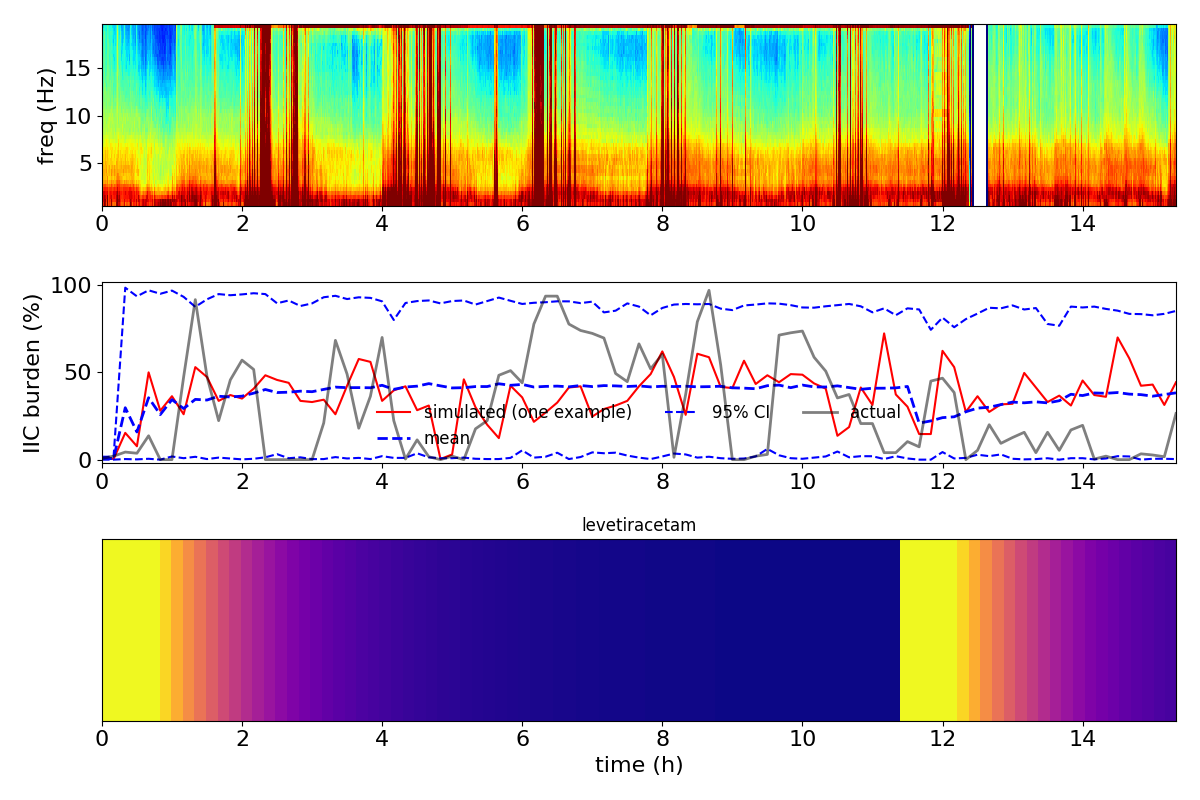 freq (Hz)
15
10
5
0 2 4 6 8 10 12 14
IIC burden (%)
100
50
0
simulated (one example) 95% CI actual
mean
0 2 4 6 8 10 12 14
levetiracetam
0 2 4 6 8 10 12 14
time (h)